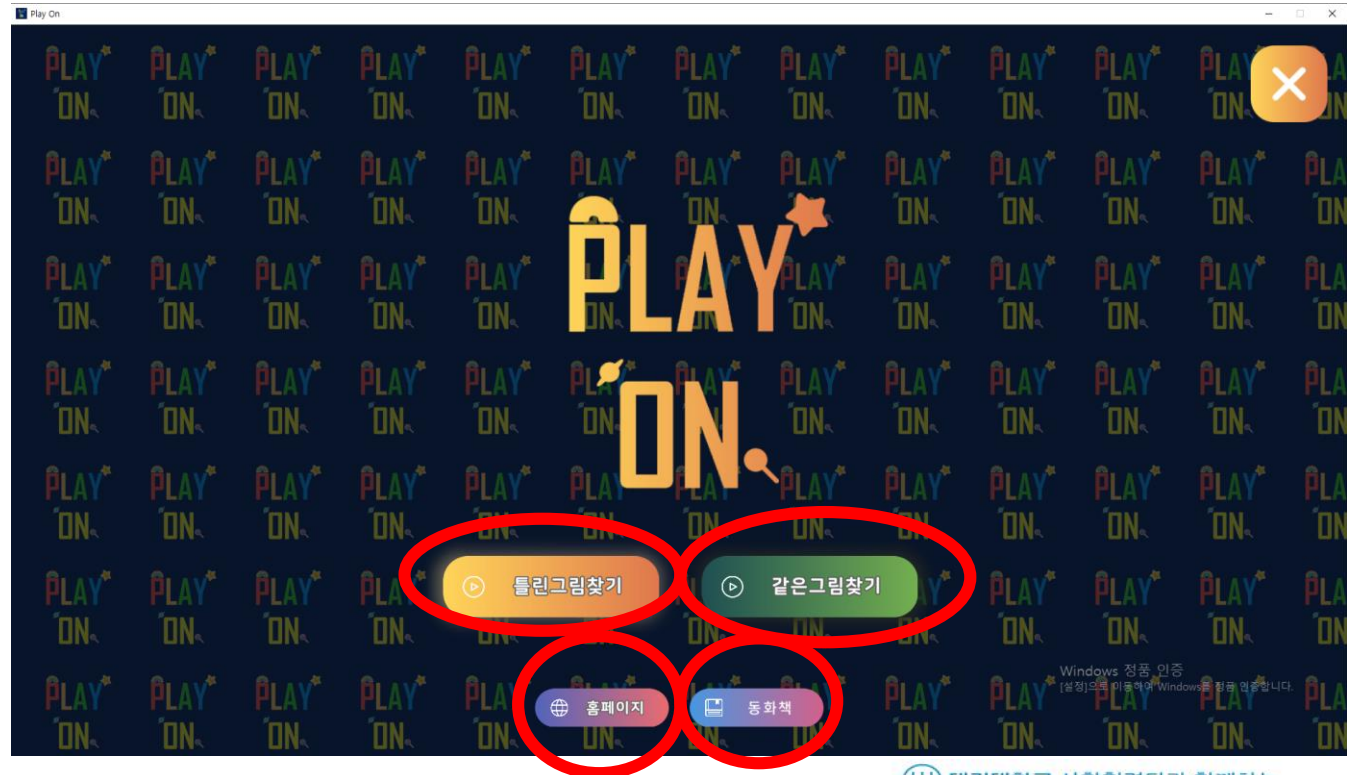 Play On
PLAY
ON
틀린그림찾기
같은그림찾기
홈페이지
동화책
Windows 정품 인증
[설정]으로 이동하여 Windows를 정품 인증합니다.